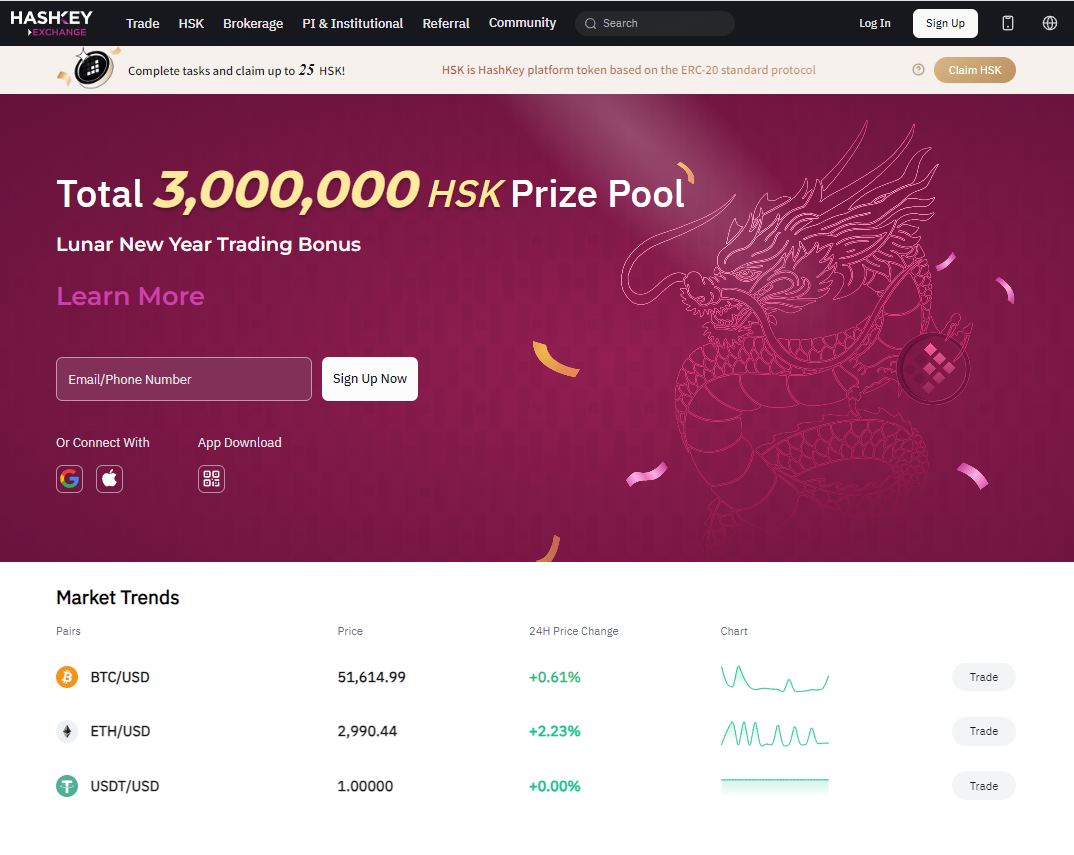 HASHKEY
EXCHANGE
Trade HSK Brokerage PI & Institutional Referral Community Search Log In Sign Up
Complete tasks and claim up to 25 HSK! HSK is HashKey platform token based on the ERC-20 standard protocol Claim HSK
Total 3,000,000 HSK Prize Pool
Lunar New Year Trading Bonus
Learn More
Email/Phone Number Sign Up Now
Or Connect With App Download
Market Trends
Pairs Price 24H Price Change Chart
BTC/USD 51,614.99 +0.61% Trade
ETH/USD 2,990.44 +2.23% Trade
USDT/USD 1.00000 +0.00% Trade